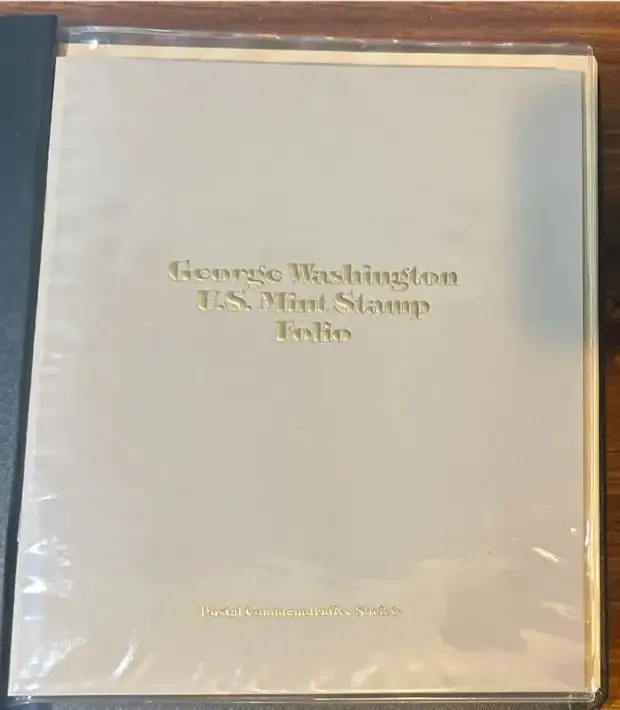 George Washington
U.S. Mint Stamp
Folio
Postal Commemorative Society